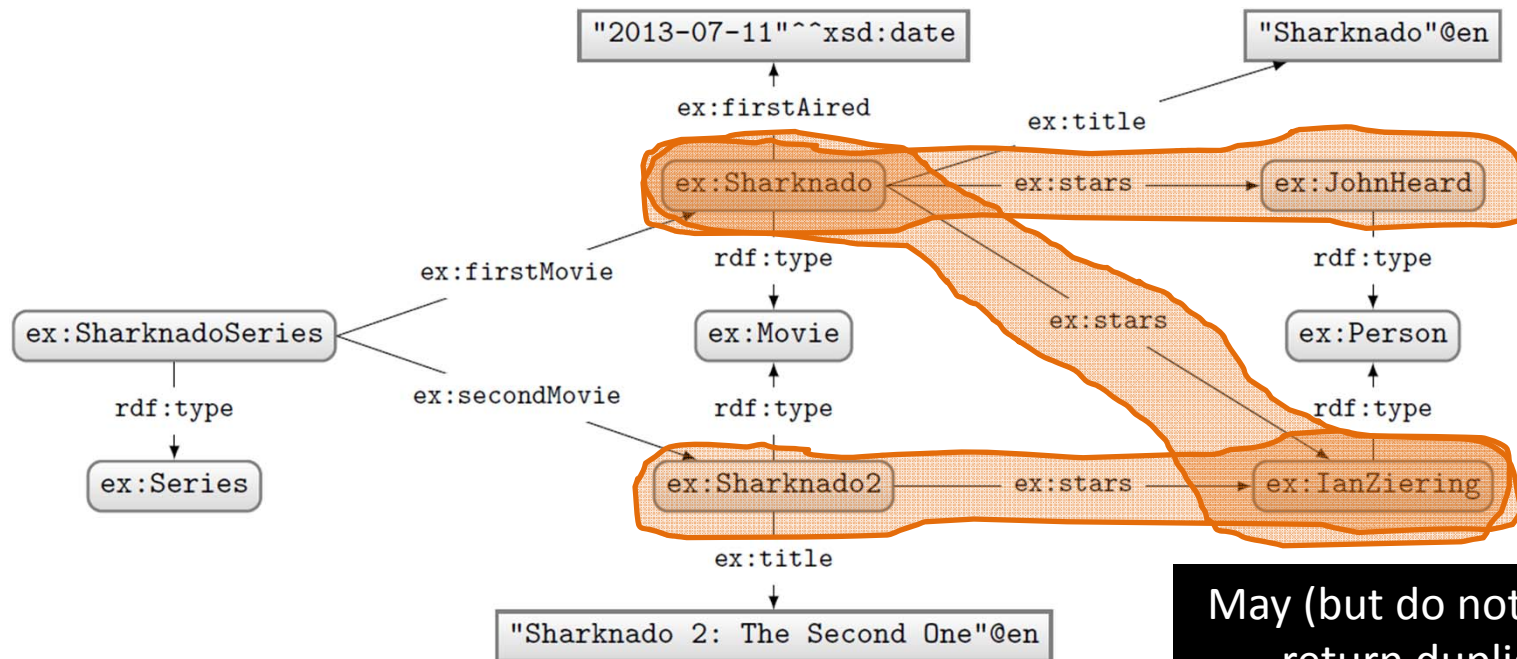 "2013-07-11"^^xsd:date
"Sharknado"@en
ex:firstAired
ex:title
ex:Sharknado
ex:stars
ex:JohnHeard
ex:firstMovie
rdf:type
rdf:type
ex:SharknadoSeries
ex:Movie
ex:stars
ex:Person
rdf:type
ex:secondMovie
rdf:type
rdf:type
ex:Series
ex:Sharknado2
ex:stars
ex:IanZiering
ex:title
"Sharknado 2: The Second One"@en
May (but do not
return